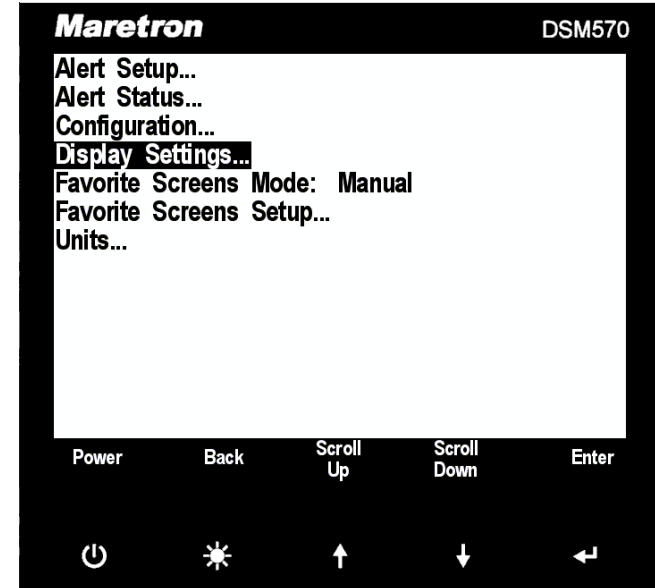 Maretron DSM570
Alert Setup...
Alert Status...
Configuration...
Display Settings...
Favorite Screens Mode: Manual
Favorite Screens Setup...
Units...
Power Back Scroll Up Scroll Down Enter